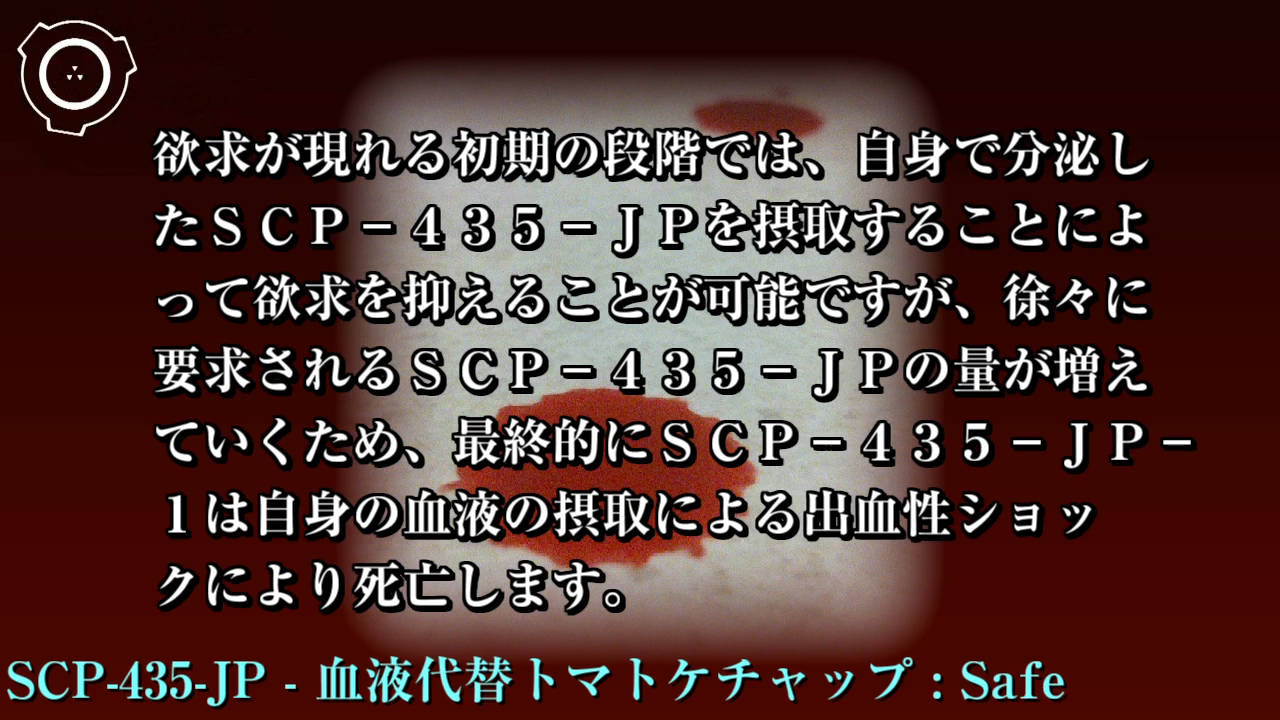 欲求が現れる初期の段階では、自身で分泌し
たＳＣＰ－４３５－ＪＰを摂取することによ
って欲求を抑えることが可能ですが、徐々に
要求されるＳＣＰ－４３５－ＪＰの量が増え
ていくため、最終的にＳＣＰ－４３５－ＪＰ－
１は自身の血液の摂取による出血性ショッ
クにより死亡します。
SCP-435-JP - 血液代替トマトケチャップ : Safe